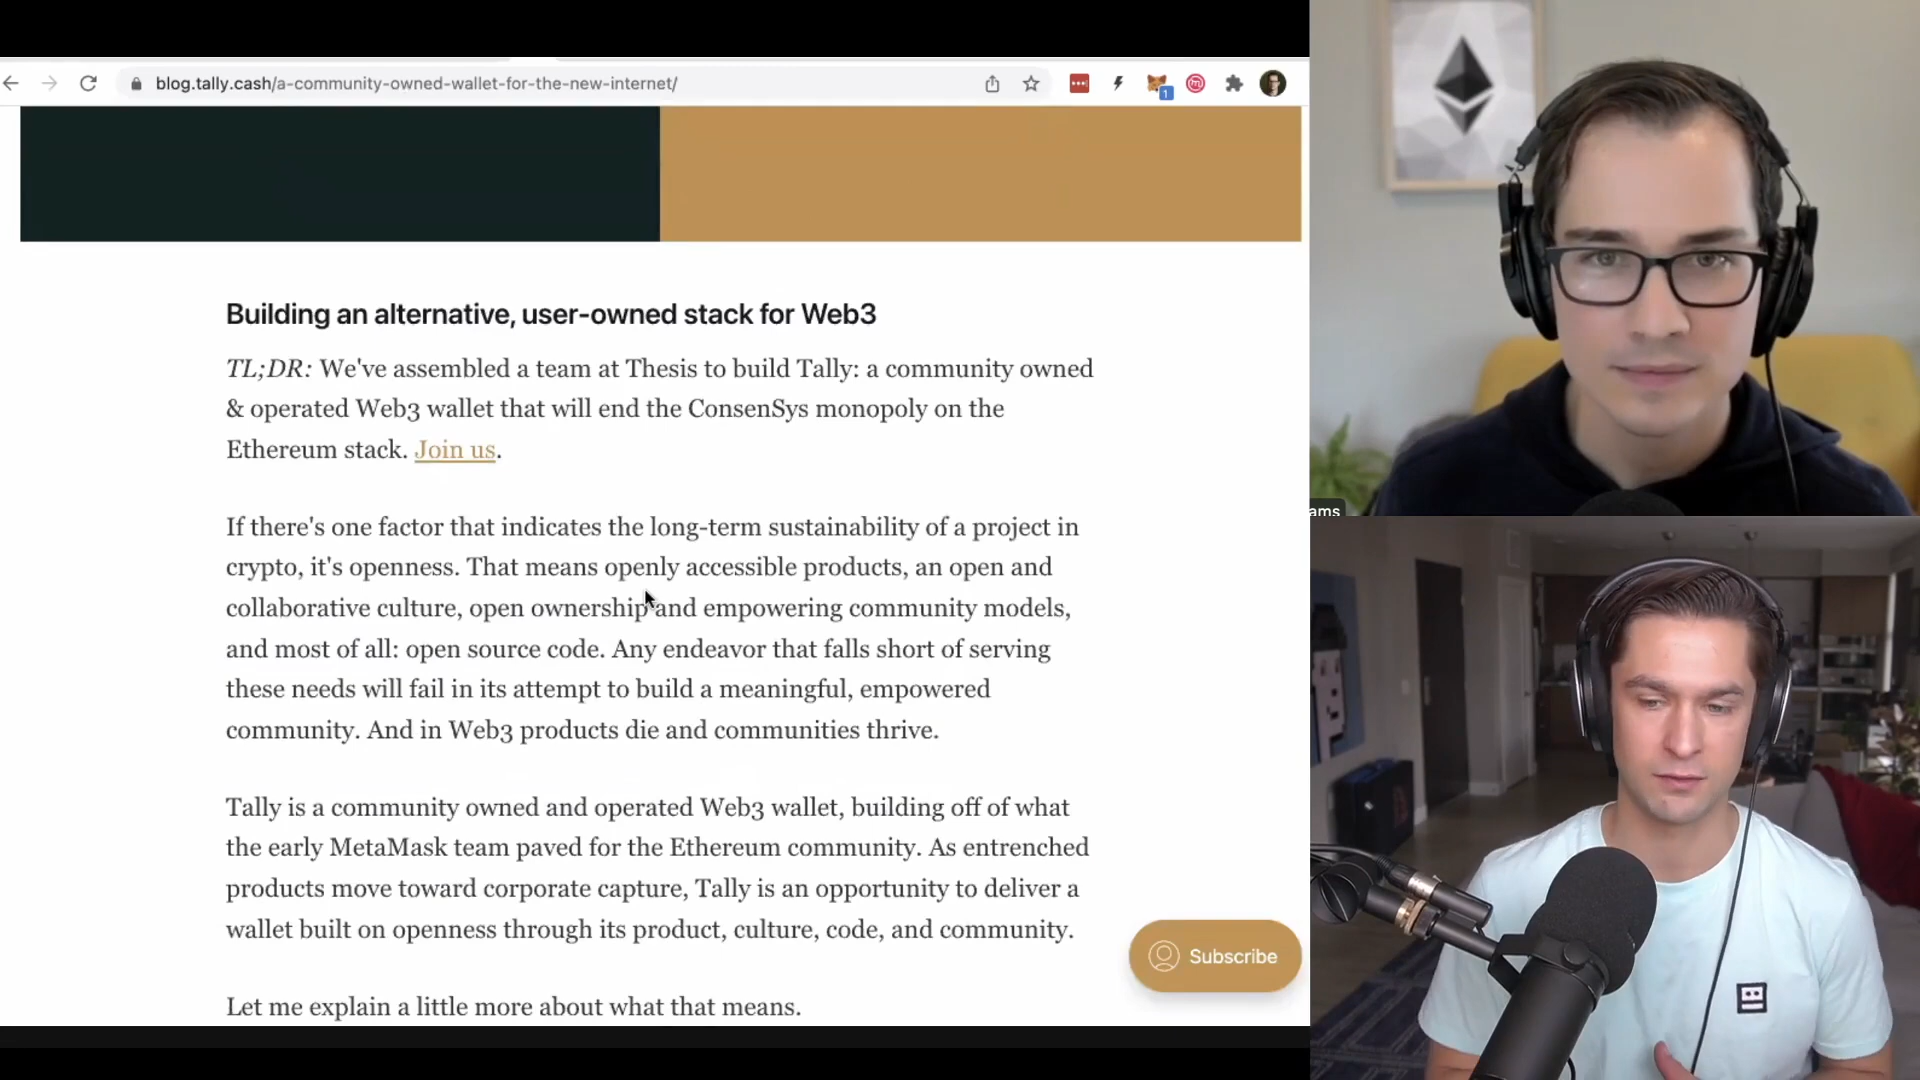 blog.tally.cash/a-community-owned-wallet-for-the-new-internet/
1
Building an alternative, user-owned stack for Web3
TL;DR: We've assembled a team at Thesis to build Tally: a community owned
& operated Web3 wallet that will end the ConsenSys monopoly on the
Ethereum stack. Join us.
If there's one factor that indicates the long-term sustainability of a project in
crypto, it's openness. That means openly accessible products, an open and
collaborative culture, open ownership and empowering community models,
and most of all: open source code. Any endeavor that falls short of serving
these needs will fail in its attempt to build a meaningful, empowered
community. And in Web3 products die and communities thrive.
Tally is a community owned and operated Web3 wallet, building off of what
the early MetaMask team paved for the Ethereum community. As entrenched
products move toward corporate capture, Tally is an opportunity to deliver a
wallet built on openness through its product, culture, code, and community.
Subscribe
Let me explain a little more about what that means.
ams